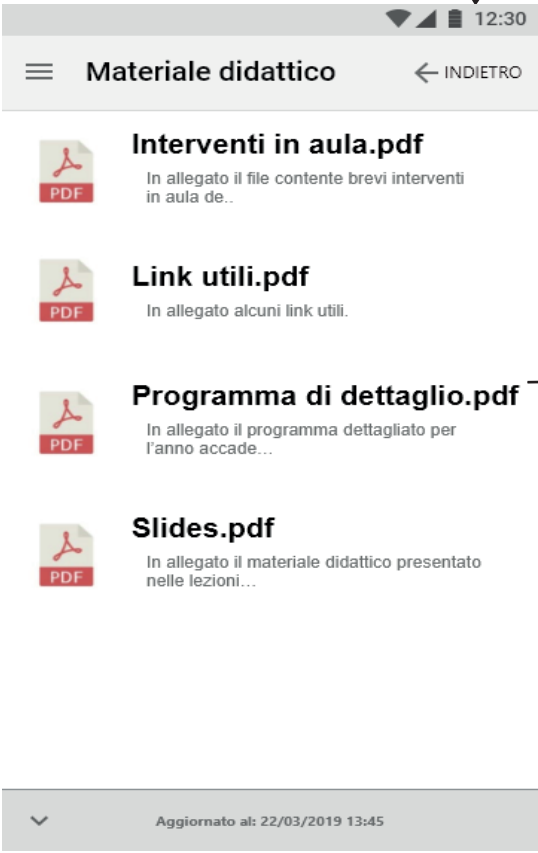 12:30
Materiale didattico
INDIETRO
Interventi in aula.pdf
In allegato il file contente brevi interventi
in aula de..
PDF
Link utili.pdf
In allegato alcuni link utili.
PDF
Programma di dettaglio.pdf
In allegato il programma dettagliato per
l'anno accade...
PDF
Slides.pdf
In allegato il materiale didattico presentato
nelle lezioni...
PDF
Aggiornato al: 22/03/2019 13:45